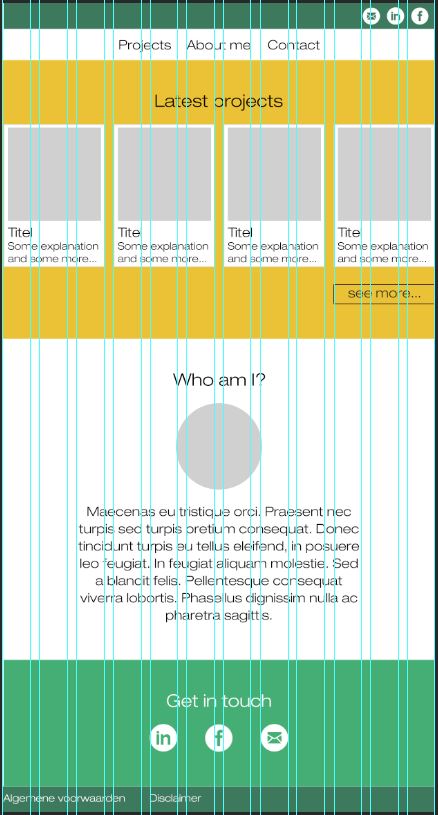 in f
Projects About me Contact
Latest projects
Titel Titel Titel Titel
Some explanation Some explanation Some explanation Some explanation
and some more... and some more... and some more... and some more...
see more...
Who am I?
Maecenas eu tristique orci. Praesent nec
turpis sed turpis pretium consequat. Donec
tincidunt turpis eu tellus eleifend, in posuere
leo feugiat. In feugiat aliquam molestie. Sed
a blandit felis. Pellentesque consequat
viverra lobortis. Phasellus dignissim nulla ac
pharetra sagittis.
Get in touch
in f
Algemene voorwaarden Disclaimer